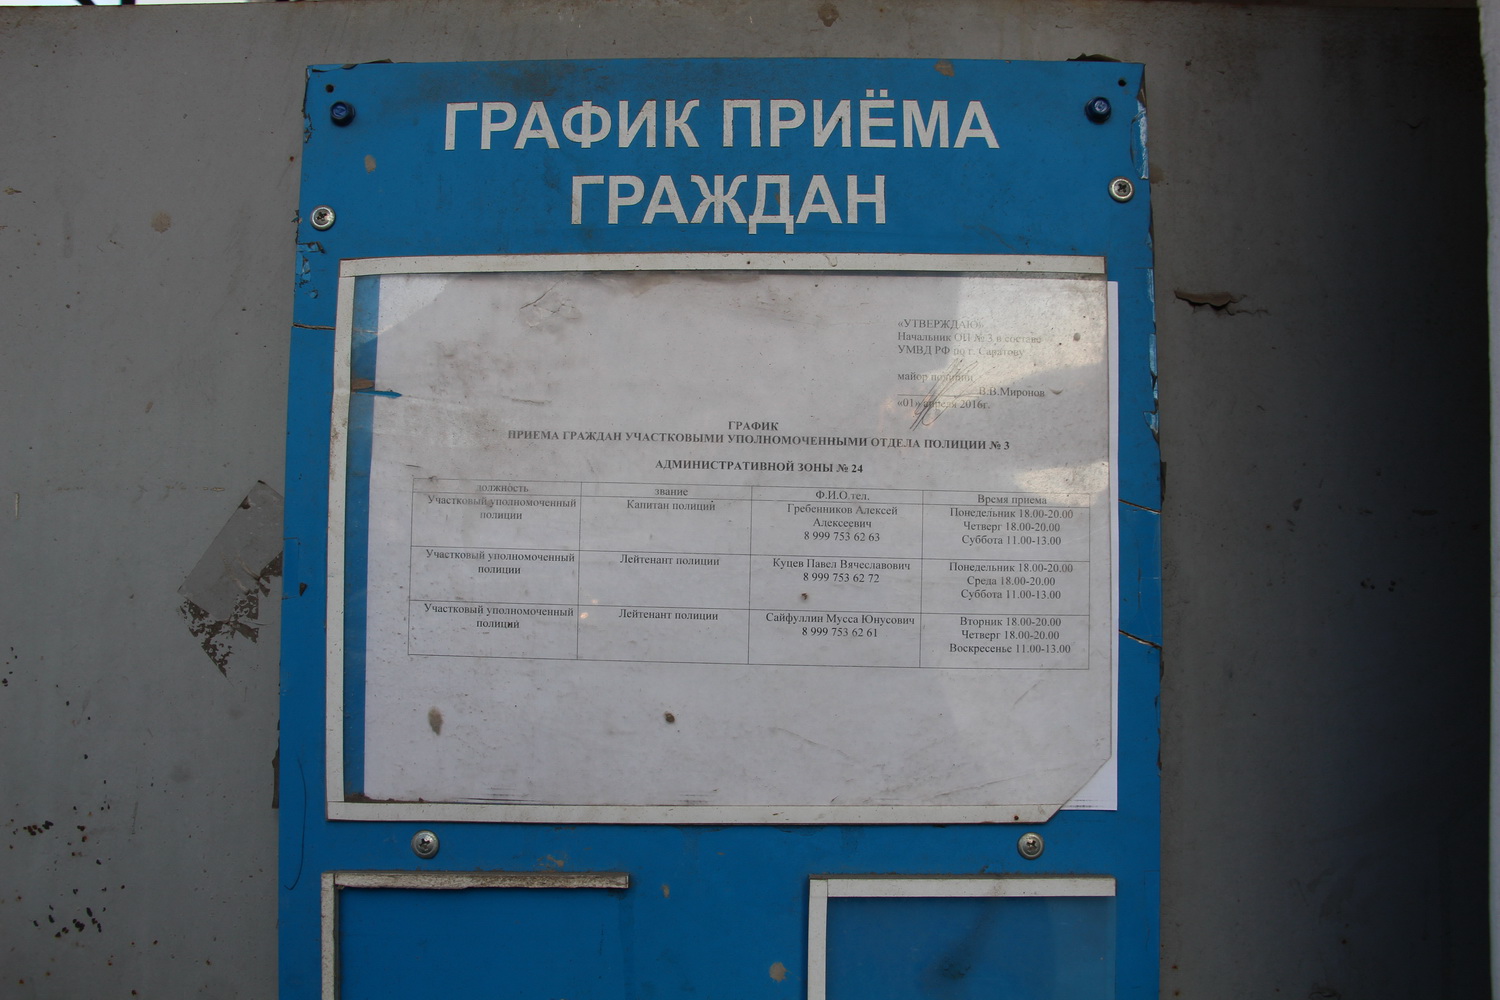 ГРАФИК ПРИЁМА
ГРАЖДАН
«УТВЕРЖДАЮ»
Начальник ОП № 3 в составе
УМВД РФ по г. Саратову
майор полиции
В.В.Миронов
«01» апреля 2016г.
ГРАФИК
ПРИЕМА ГРАЖДАН УЧАСТКОВЫМИ УПОЛНОМОЧЕННЫМИ ОТДЕЛА ПОЛИЦИИ № 3
АДМИНИСТРАТИВНОЙ ЗОНЫ № 24
должность звание Ф.И.О.тел. Время приема
Участковый уполномоченный Капитан полиций Гребенников Алексей Понедельник 18.00-20.00
полиции Алексеевич Четверг 18.00-20.00
8 999 753 62 63 Суббота 11.00-13.00
Участковый уполномоченный Лейтенант полиции Куцев Павел Вячеславович Понедельник 18.00-20.00
полиции 8 999 753 62 72 Среда 18.00-20.00
Суббота 11.00-13.00
Участковый уполномоченный Лейтенант полиции Сайфуллин Мусса Юнусович Вторник 18.00-20.00
полиций 8 999 753 62 61 Четверг 18.00-20.00
Воскресенье 11.00-13.00